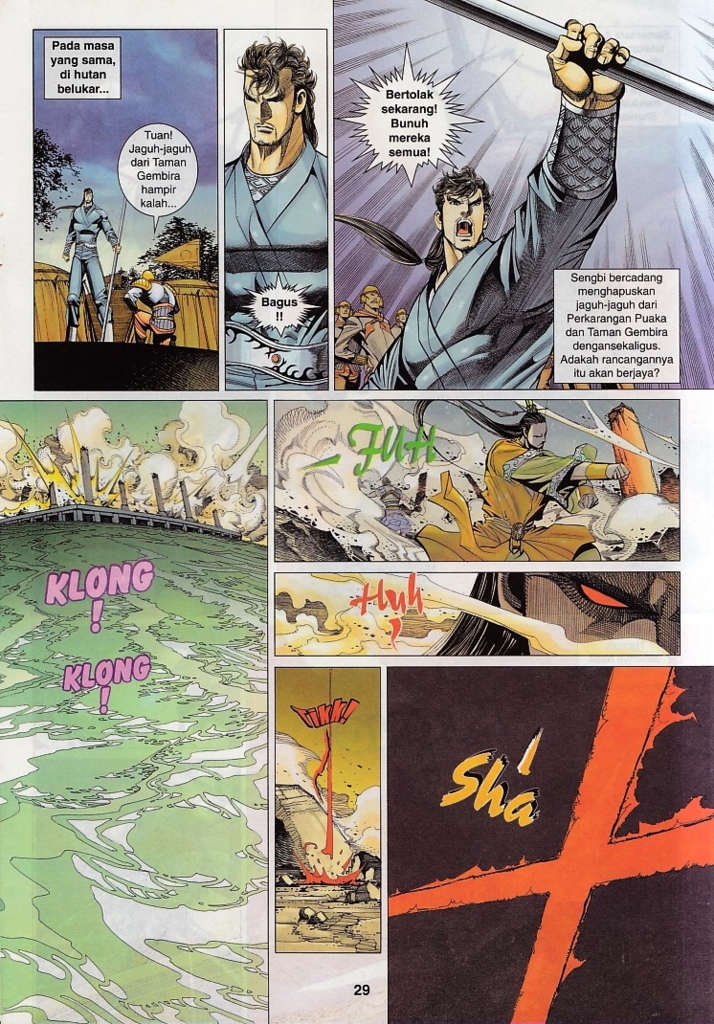 Pada masa
yang sama,
di hutan
belukar...
Tuan!
Jaguh-jaguh
dari Taman
Gembira
hampir
kalah...
Bagus
!!
Bertolak
sekarang!
Bunuh
mereka
semua!
Sengbi bercadang
menghapuskan
jaguh-jaguh dari
Perkarangan Puaka
dan Taman Gembira
dengansekaligus.
Adakah rancangannya
itu akan berjaya?
KLONG
!
KLONG
!
FUH
Huh
,
TIKK!
Sha
29